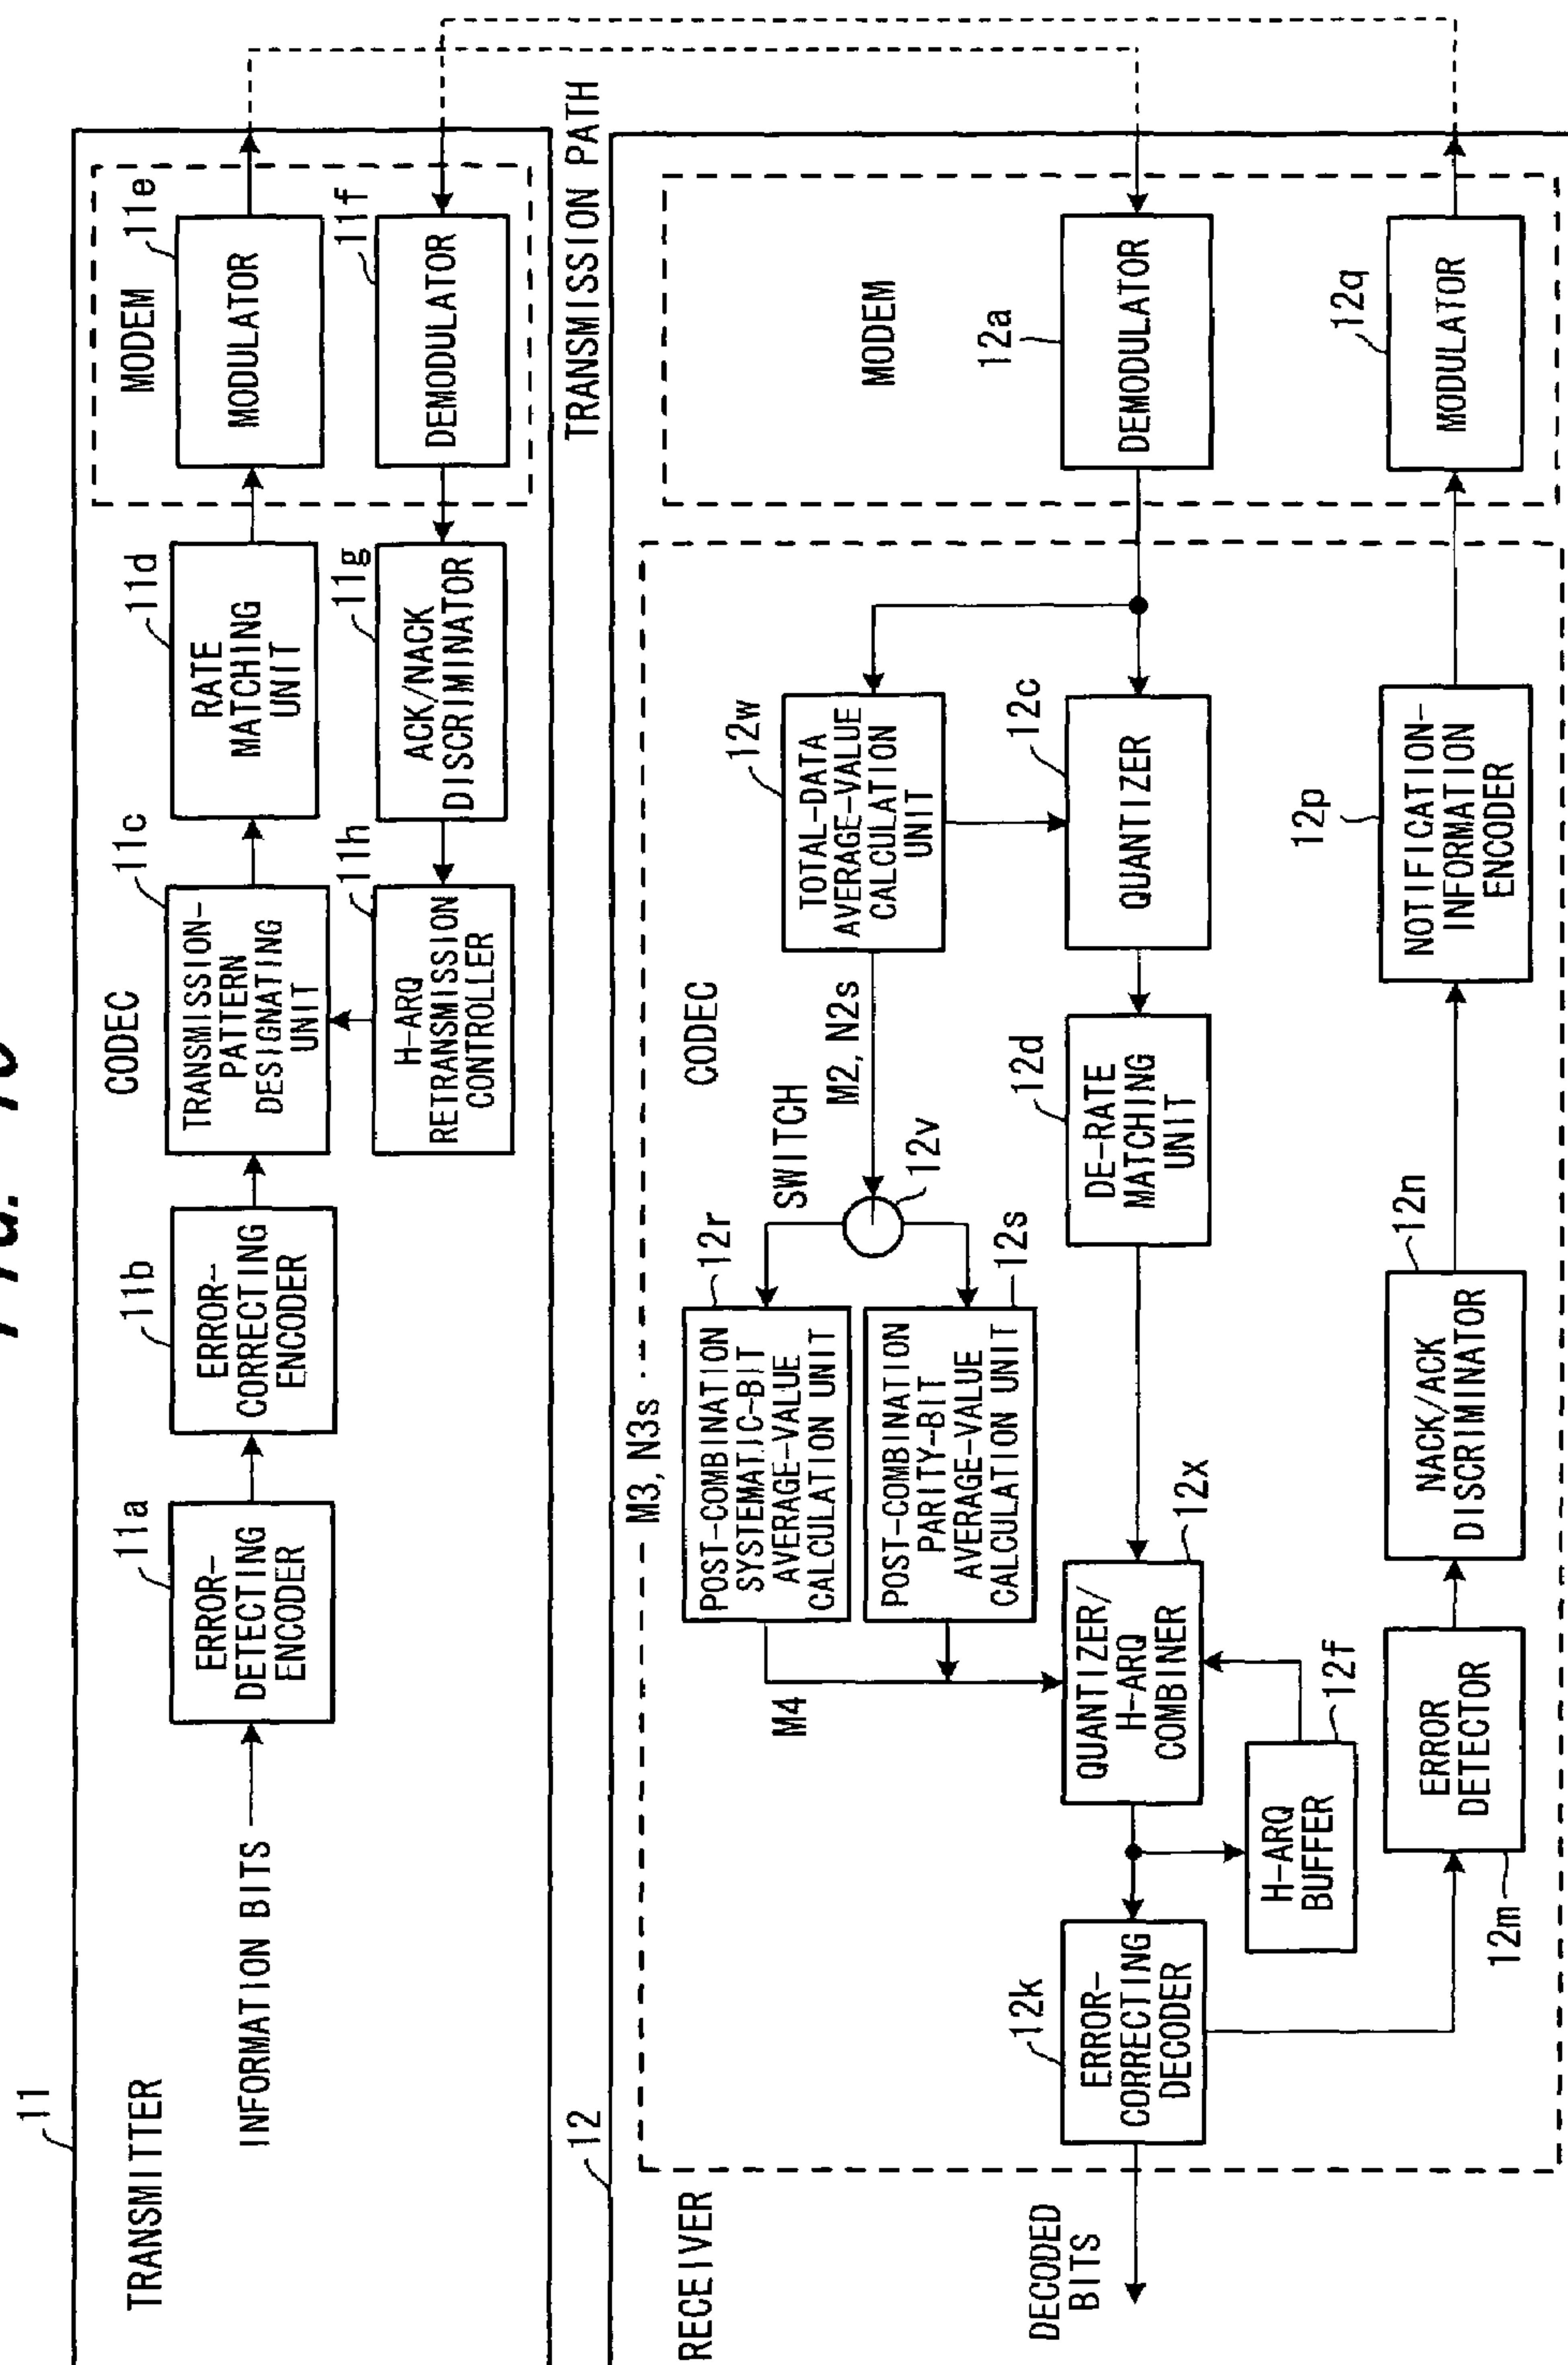 11
TRANSMITTER
INFORMATION BITS
11a
ERROR-
DETECTING
ENCODER
11b
ERROR-
CORRECTING
ENCODER
CODEC
11c
TRANSMISSION-
PATTERN
DESIGNATING
UNIT
11h
H-ARQ
RETRANSMISSION
CONTROLLER
11d
RATE
MATCHING
UNIT
11g
ACK/NACK
DISCRIMINATOR
MODEM
11e
MODULATOR
11f
DEMODULATOR
TRANSMISSION PATH
12
RECEIVER
DECODED
BITS
M3, N3s
12r
POST-COMBINATION
SYSTEMATIC-BIT
AVERAGE-VALUE
CALCULATION UNIT
12s
POST-COMBINATION
PARITY-BIT
AVERAGE-VALUE
CALCULATION UNIT
M4
SWITCH
12v
CODEC
M2, N2s
12w
TOTAL-DATA
AVERAGE-VALUE
CALCULATION
UNIT
12k
ERROR-
CORRECTING
DECODER
12x
QUANTIZER/
H-ARQ
COMBINER
12f
H-ARQ
BUFFER
12d
DE-RATE
MATCHING
UNIT
12c
QUANTIZER
MODEM
12a
DEMODULATOR
12m
ERROR
DETECTOR
12n
NACK/ACK
DISCRIMINATOR
12p
NOTIFICATION-
INFORMATION
ENCODER
12q
MODULATOR